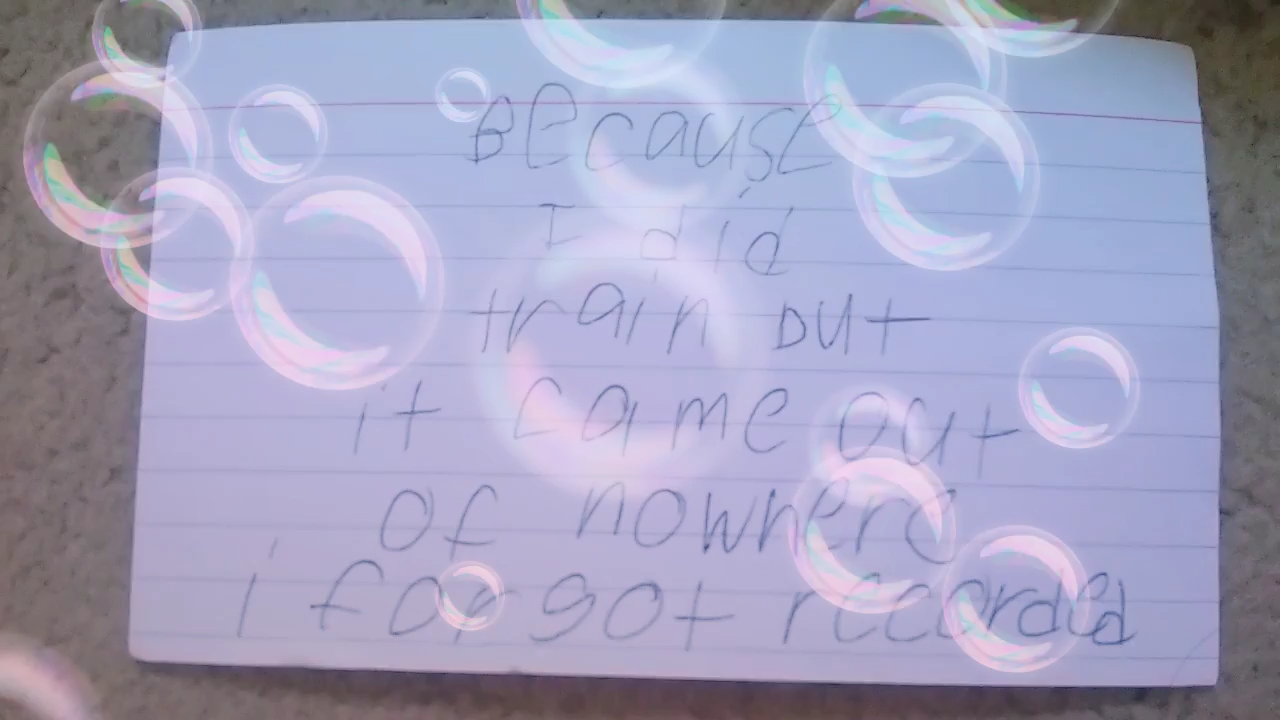 Because
I did
train but
it came out
of nowhere
i forgot recorded